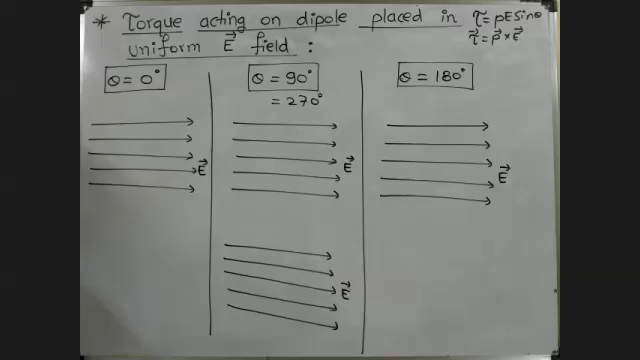 * Torque acting on dipole placed in τ = pE Sinθ
uniform E⃗ field : τ⃗ = p⃗ × E⃗
θ = 0°
θ = 90°
= 270°
θ = 180°
E⃗
E⃗
E⃗
E⃗